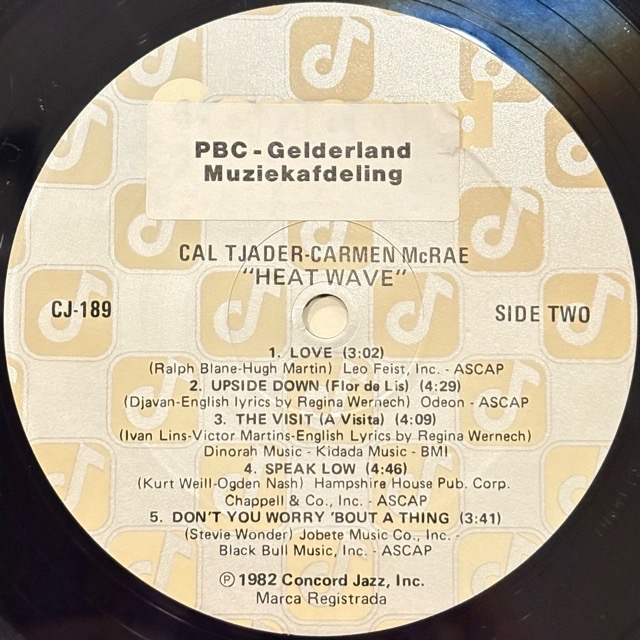 PBC - Gelderland
Muziekafdeling
CAL TJADER-CARMEN McRAE
"HEAT WAVE"
CJ-189
SIDE TWO
1. LOVE (3:02)
(Ralph Blane-Hugh Martin) Leo Feist, Inc. - ASCAP
2. UPSIDE DOWN (Flor de Lis) (4:29)
(Djavan-English lyrics by Regina Wernech) Odeon - ASCAP
3. THE VISIT (A Visita) (4:09)
(Ivan Lins-Victor Martins-English Lyrics by Regina Wernech)
Dinorah Music - Kidada Music - BMI
4. SPEAK LOW (4:46)
(Kurt Weill-Ogden Nash) Hampshire House Pub. Corp.
Chappell & Co., Inc. - ASCAP
5. DON'T YOU WORRY 'BOUT A THING (3:41)
(Stevie Wonder) Jobete Music Co., Inc. -
Black Bull Music, Inc. - ASCAP
℗ 1982 Concord Jazz, Inc.
Marca Registrada